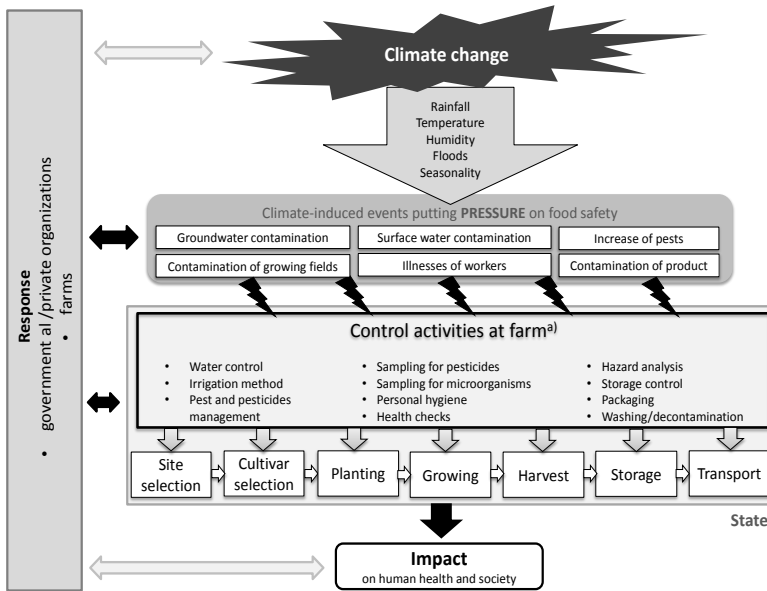 Climate change
Rainfall
Temperature
Humidity
Floods
Seasonality
Response
• government al /private organizations
• farms
Climate-induced events putting PRESSURE on food safety
Groundwater contamination
Surface water contamination
Increase of pests
Contamination of growing fields
Illnesses of workers
Contamination of product
Control activities at farmᵃ⁾
• Water control
• Irrigation method
• Pest and pesticides
management
• Sampling for pesticides
• Sampling for microorganisms
• Personal hygiene
• Health checks
• Hazard analysis
• Storage control
• Packaging
• Washing/decontamination
Site
selection
Cultivar
selection
Planting
Growing
Harvest
Storage
Transport
State
Impact
on human health and society